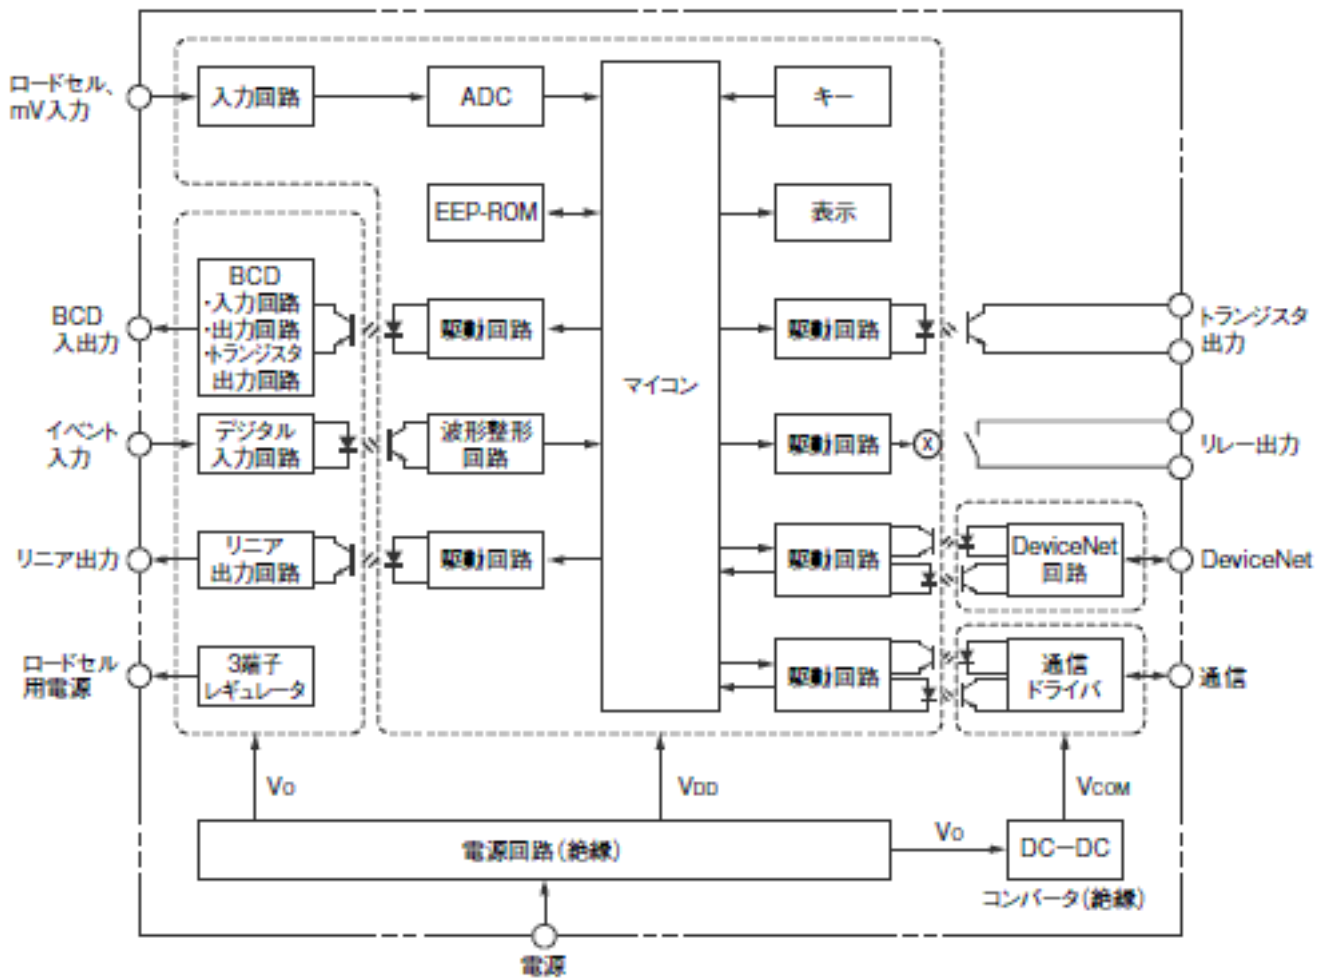 ロードセル、
mV入力
入力回路
ADC
キー
EEP-ROM
表示
BCD
入出力
BCD
・入力回路
・出力回路
・トランジスタ
出力回路
駆動回路
マイコン
駆動回路
トランジスタ
出力
イベント
入力
デジタル
入力回路
波形整形
回路
駆動回路
X
リレー出力
リニア出力
リニア
出力回路
駆動回路
駆動回路
DeviceNet
回路
DeviceNet
ロードセル
用電源
3端子
レギュレータ
駆動回路
通信
ドライバ
通信
VO
VDD
VCOM
電源回路(絶縁)
VO
DC−DC
コンバータ(絶縁)
電源